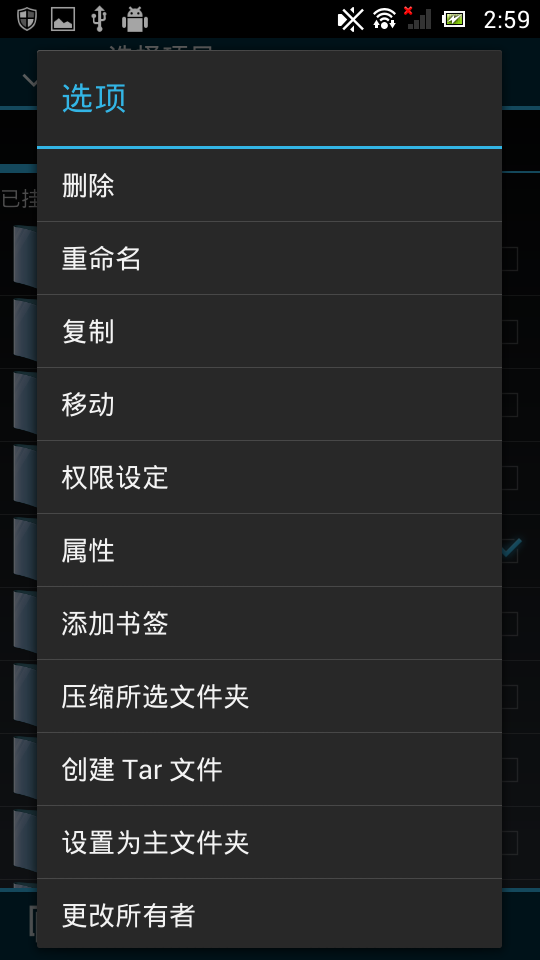 2:59
已挂
选项
删除
重命名
复制
移动
权限设定
属性
添加书签
压缩所选文件夹
创建 Tar 文件
设置为主文件夹
更改所有者